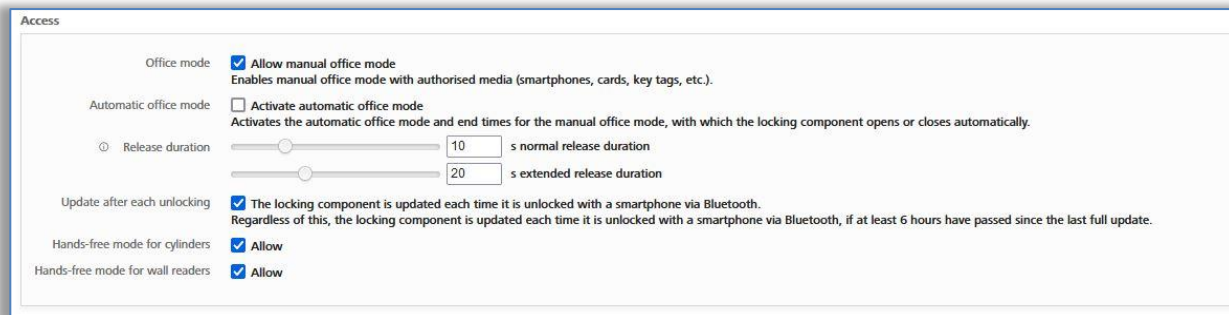 Access
Office mode Allow manual office mode
Enables manual office mode with authorised media (smartphones, cards, key tags, etc.).
Automatic office mode Activate automatic office mode
Activates the automatic office mode and end times for the manual office mode, with which the locking component opens or closes automatically.
Release duration 10 s normal release duration
20 s extended release duration
Update after each unlocking The locking component is updated each time it is unlocked with a smartphone via Bluetooth.
Regardless of this, the locking component is updated each time it is unlocked with a smartphone via Bluetooth, if at least 6 hours have passed since the last full update.
Hands-free mode for cylinders Allow
Hands-free mode for wall readers Allow